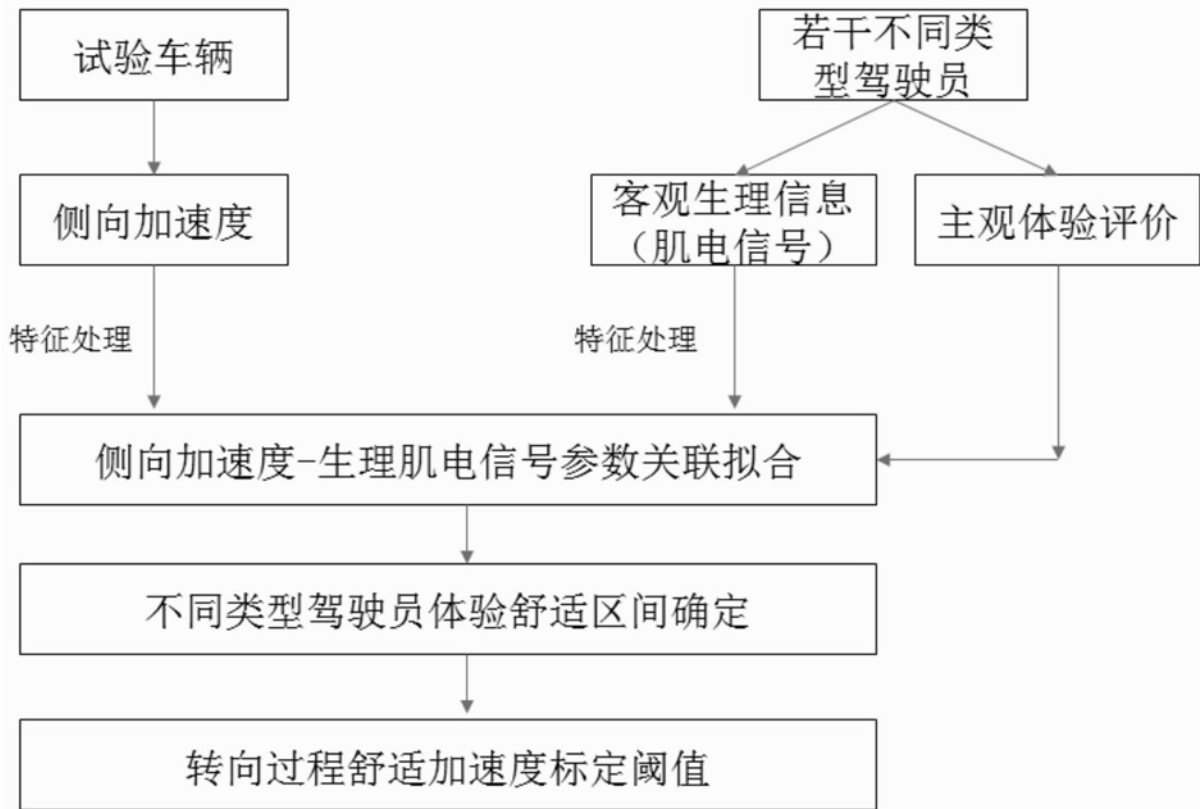 试验车辆
若干不同类
型驾驶员
侧向加速度
客观生理信息
（肌电信号）
主观体验评价
特征处理
特征处理
侧向加速度-生理肌电信号参数关联拟合
不同类型驾驶员体验舒适区间确定
转向过程舒适加速度标定阈值